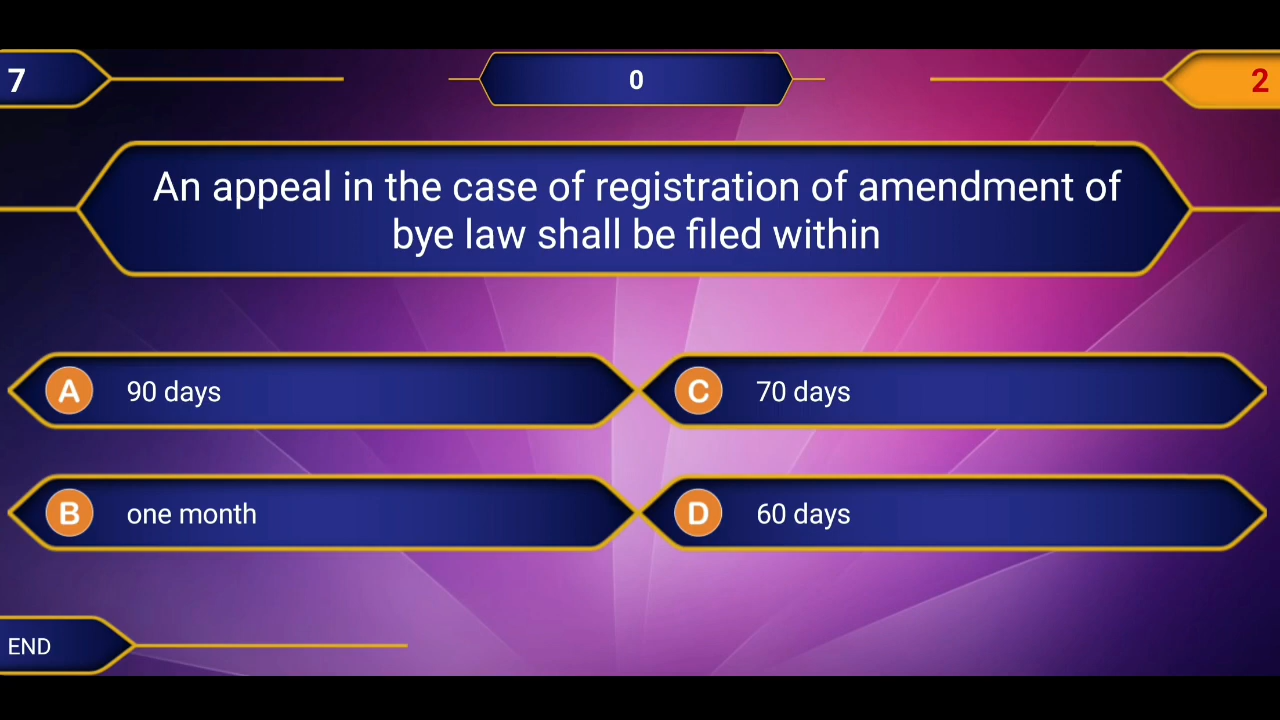 7
0
2
An appeal in the case of registration of amendment of
bye law shall be filed within
A 90 days
C 70 days
B one month
D 60 days
END